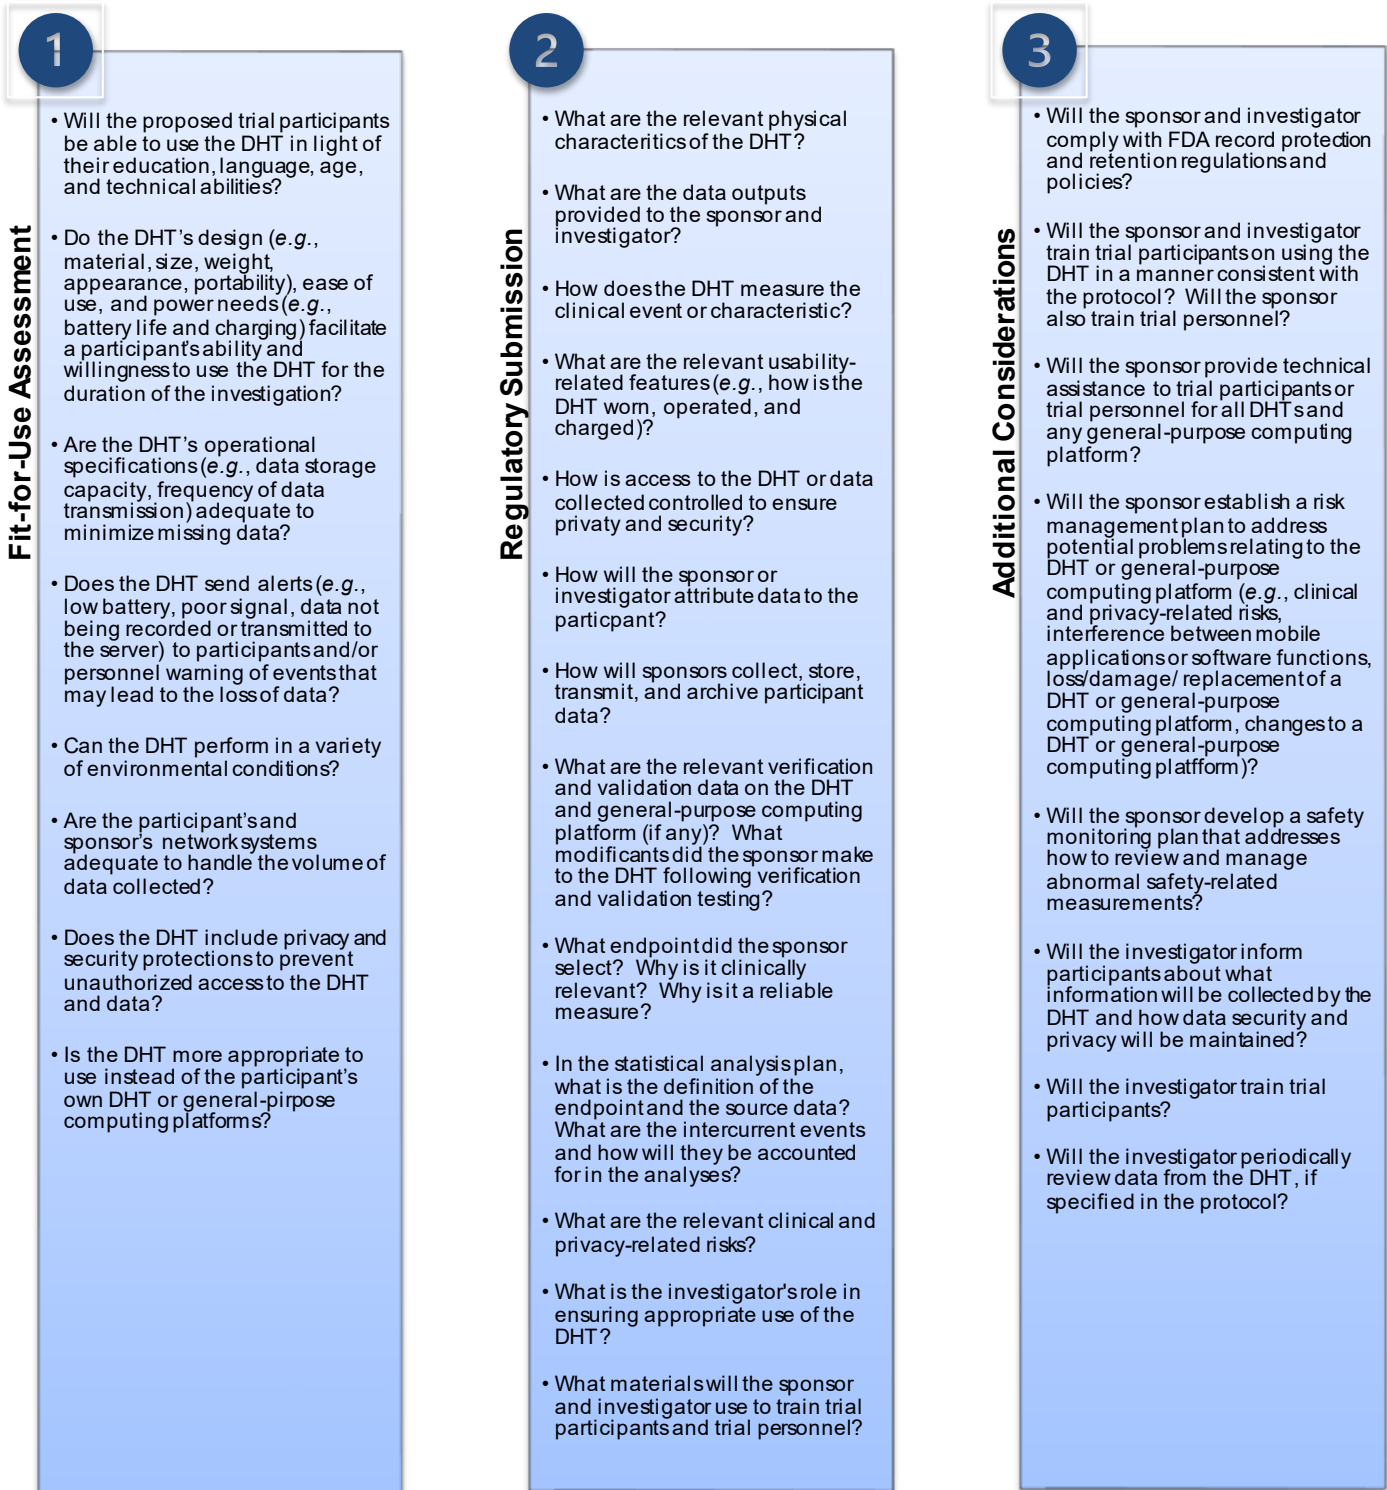 1
Fit-for-Use Assessment
• Will the proposed trial participants
be able to use the DHT in light of
their education, language, age,
and technical abilities?
• Do the DHT's design (e.g.,
material, size, weight,
appearance, portability), ease of
use, and power needs (e.g.,
battery life and charging) facilitate
a participant's ability and
willingness to use the DHT for the
duration of the investigation?
• Are the DHT's operational
specifications (e.g., data storage
capacity, frequency of data
transmission) adequate to
minimize missing data?
• Does the DHT send alerts (e.g.,
low battery, poor signal, data not
being recorded or transmitted to
the server) to participants and/or
personnel warning of events that
may lead to the loss of data?
• Can the DHT perform in a variety
of environmental conditions?
• Are the participant's and
sponsor's network systems
adequate to handle the volume of
data collected?
• Does the DHT include privacy and
security protections to prevent
unauthorized access to the DHT
and data?
• Is the DHT more appropriate to
use instead of the participant's
own DHT or general-pirpose
computing platforms?
2
Regulatory Submission
• What are the relevant physical
characteritics of the DHT?
• What are the data outputs
provided to the sponsor and
investigator?
• How does the DHT measure the
clinical event or characteristic?
• What are the relevant usability-
related features (e.g., how is the
DHT worn, operated, and
charged)?
• How is access to the DHT or data
collected controlled to ensure
privaty and security?
• How will the sponsor or
investigator attribute data to the
particpant?
• How will sponsors collect, store,
transmit, and archive participant
data?
• What are the relevant verification
and validation data on the DHT
and general-purpose computing
platform (if any)? What
modificants did the sponsor make
to the DHT following verification
and validation testing?
• What endpoint did the sponsor
select? Why is it clinically
relevant? Why is it a reliable
measure?
• In the statistical analysis plan,
what is the definition of the
endpoint and the source data?
What are the intercurrent events
and how will they be accounted
for in the analyses?
• What are the relevant clinical and
privacy-related risks?
• What is the investigator's role in
ensuring appropriate use of the
DHT?
• What materials will the sponsor
and investigator use to train trial
participants and trial personnel?
3
Additional Considerations
• Will the sponsor and investigator
comply with FDA record protection
and retention regulations and
policies?
• Will the sponsor and investigator
train trial participants on using the
DHT in a manner consistent with
the protocol? Will the sponsor
also train trial personnel?
• Will the sponsor provide technical
assistance to trial participants or
trial personnel for all DHTs and
any general-purpose computing
platform?
• Will the sponsor establish a risk
management plan to address
potential problems relating to the
DHT or general-purpose
computing platform (e.g., clinical
and privacy-related risks,
interference between mobile
applications or software functions,
loss/damage/ replacement of a
DHT or general-purpose
computing platform, changes to a
DHT or general-purpose
computing platfform)?
• Will the sponsor develop a safety
monitoring plan that addresses
how to review and manage
abnormal safety-related
measurements?
• Will the investigator inform
participants about what
information will be collected by the
DHT and how data security and
privacy will be maintained?
• Will the investigator train trial
participants?
• Will the investigator periodically
review data from the DHT, if
specified in the protocol?